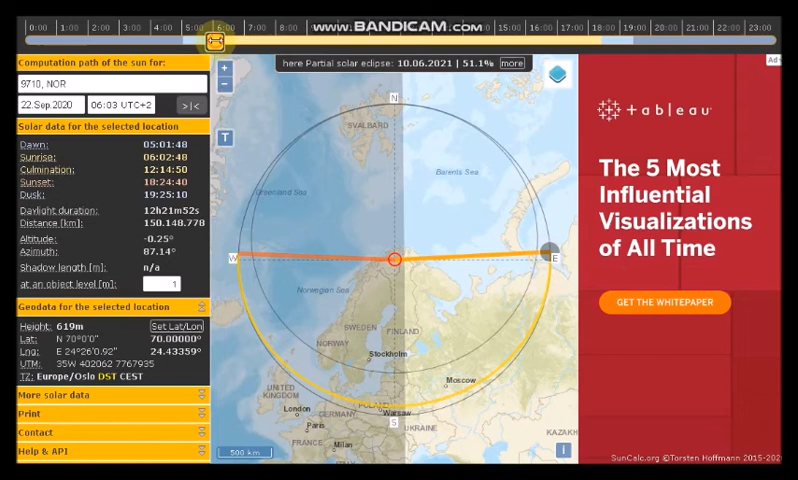 0:00 1:00 2:00 3:00 4:00 5:00 6:00 7:00 8:00 9:00 www.BANDICAM.com 15:00 16:00 17:00 18:00 19:00 20:00 21:00 22:00 23:00
Computation path of the sun for:
9710, NOR
22.Sep.2020 06:03 UTC+2 >|<
Solar data for the selected location
Dawn: 05:01:48
Sunrise: 06:02:48
Culmination: 12:14:50
Sunset: 18:24:40
Dusk: 19:25:10
Daylight duration: 12h21m52s
Distance [km]: 150.148.778
Altitude: -0.25°
Azimuth: 87.14°
Shadow length [m]: n/a
at an object level [m]: 1
Geodata for the selected location
Height: 619m Set Lat/Lon
Lat: N 70°0'0'' 70.00000°
Lng: E 24°26'0.92'' 24.43359°
UTM: 35W 402062 7767935
TZ: Europe/Oslo DST CEST
More solar data
Print
Contact
Help & API
+
−
T
here Partial solar eclipse: 10.06.2021 | 51.1% more
N
SVALBARD
Barents Sea
Greenland Sea
W
E
Norwegian Sea
SWEDEN
FINLAND
NORWAY
Stockholm
Moscow
UNITED
KINGDOM
London
GERMANY
POLAND
Warsaw
Paris
UKRAINE
FRANCE
S
KAZAKH
Milan
500 km
i
Ad
+ a b l e a u
The 5 Most
Influential
Visualizations
of All Time
GET THE WHITEPAPER
SunCalc.org ©Torsten Hoffmann 2015-202